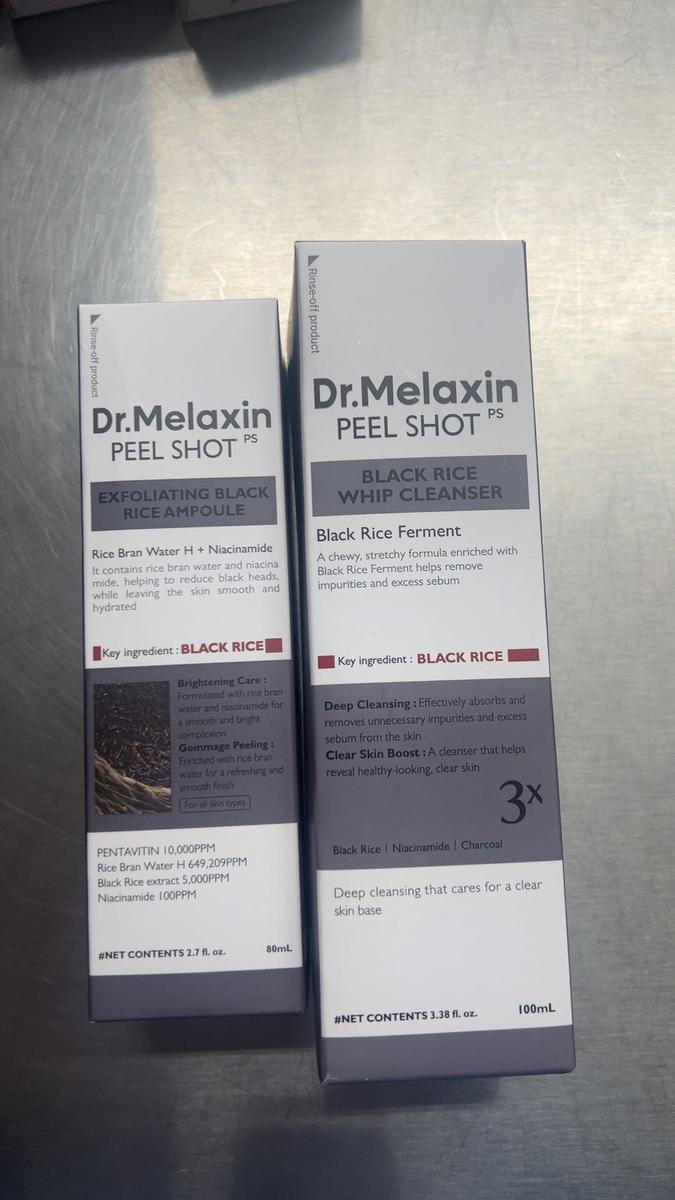 Rinse-off product
Dr.Melaxin
PEEL SHOT PS
EXFOLIATING BLACK
RICE AMPOULE
Rice Bran Water H + Niacinamide
It contains rice bran water and niacina
mide, helping to reduce black heads,
while leaving the skin smooth and
hydrated
Key ingredient : BLACK RICE
Brightening Care :
Formulated with rice bran
water and niacinamide for
a smooth and bright
complexion
Gommage Peeling :
Enriched with rice bran
water for a refreshing and
smooth finish
For all skin types
PENTAVITIN 10,000PPM
Rice Bran Water H 649,209PPM
Black Rice extract 5,000PPM
Niacinamide 100PPM
#NET CONTENTS 2.7 fl. oz. 80mL
Rinse-off product
Dr.Melaxin
PEEL SHOT PS
BLACK RICE
WHIP CLEANSER
Black Rice Ferment
A chewy, stretchy formula enriched with
Black Rice Ferment helps remove
impurities and excess sebum
Key ingredient : BLACK RICE
Deep Cleansing : Effectively absorbs and
removes unnecessary impurities and excess
sebum from the skin
Clear Skin Boost : A cleanser that helps
reveal healthy-looking, clear skin
3x
Black Rice | Niacinamide | Charcoal
Deep cleansing that cares for a clear
skin base
#NET CONTENTS 3.38 fl. oz. 100mL